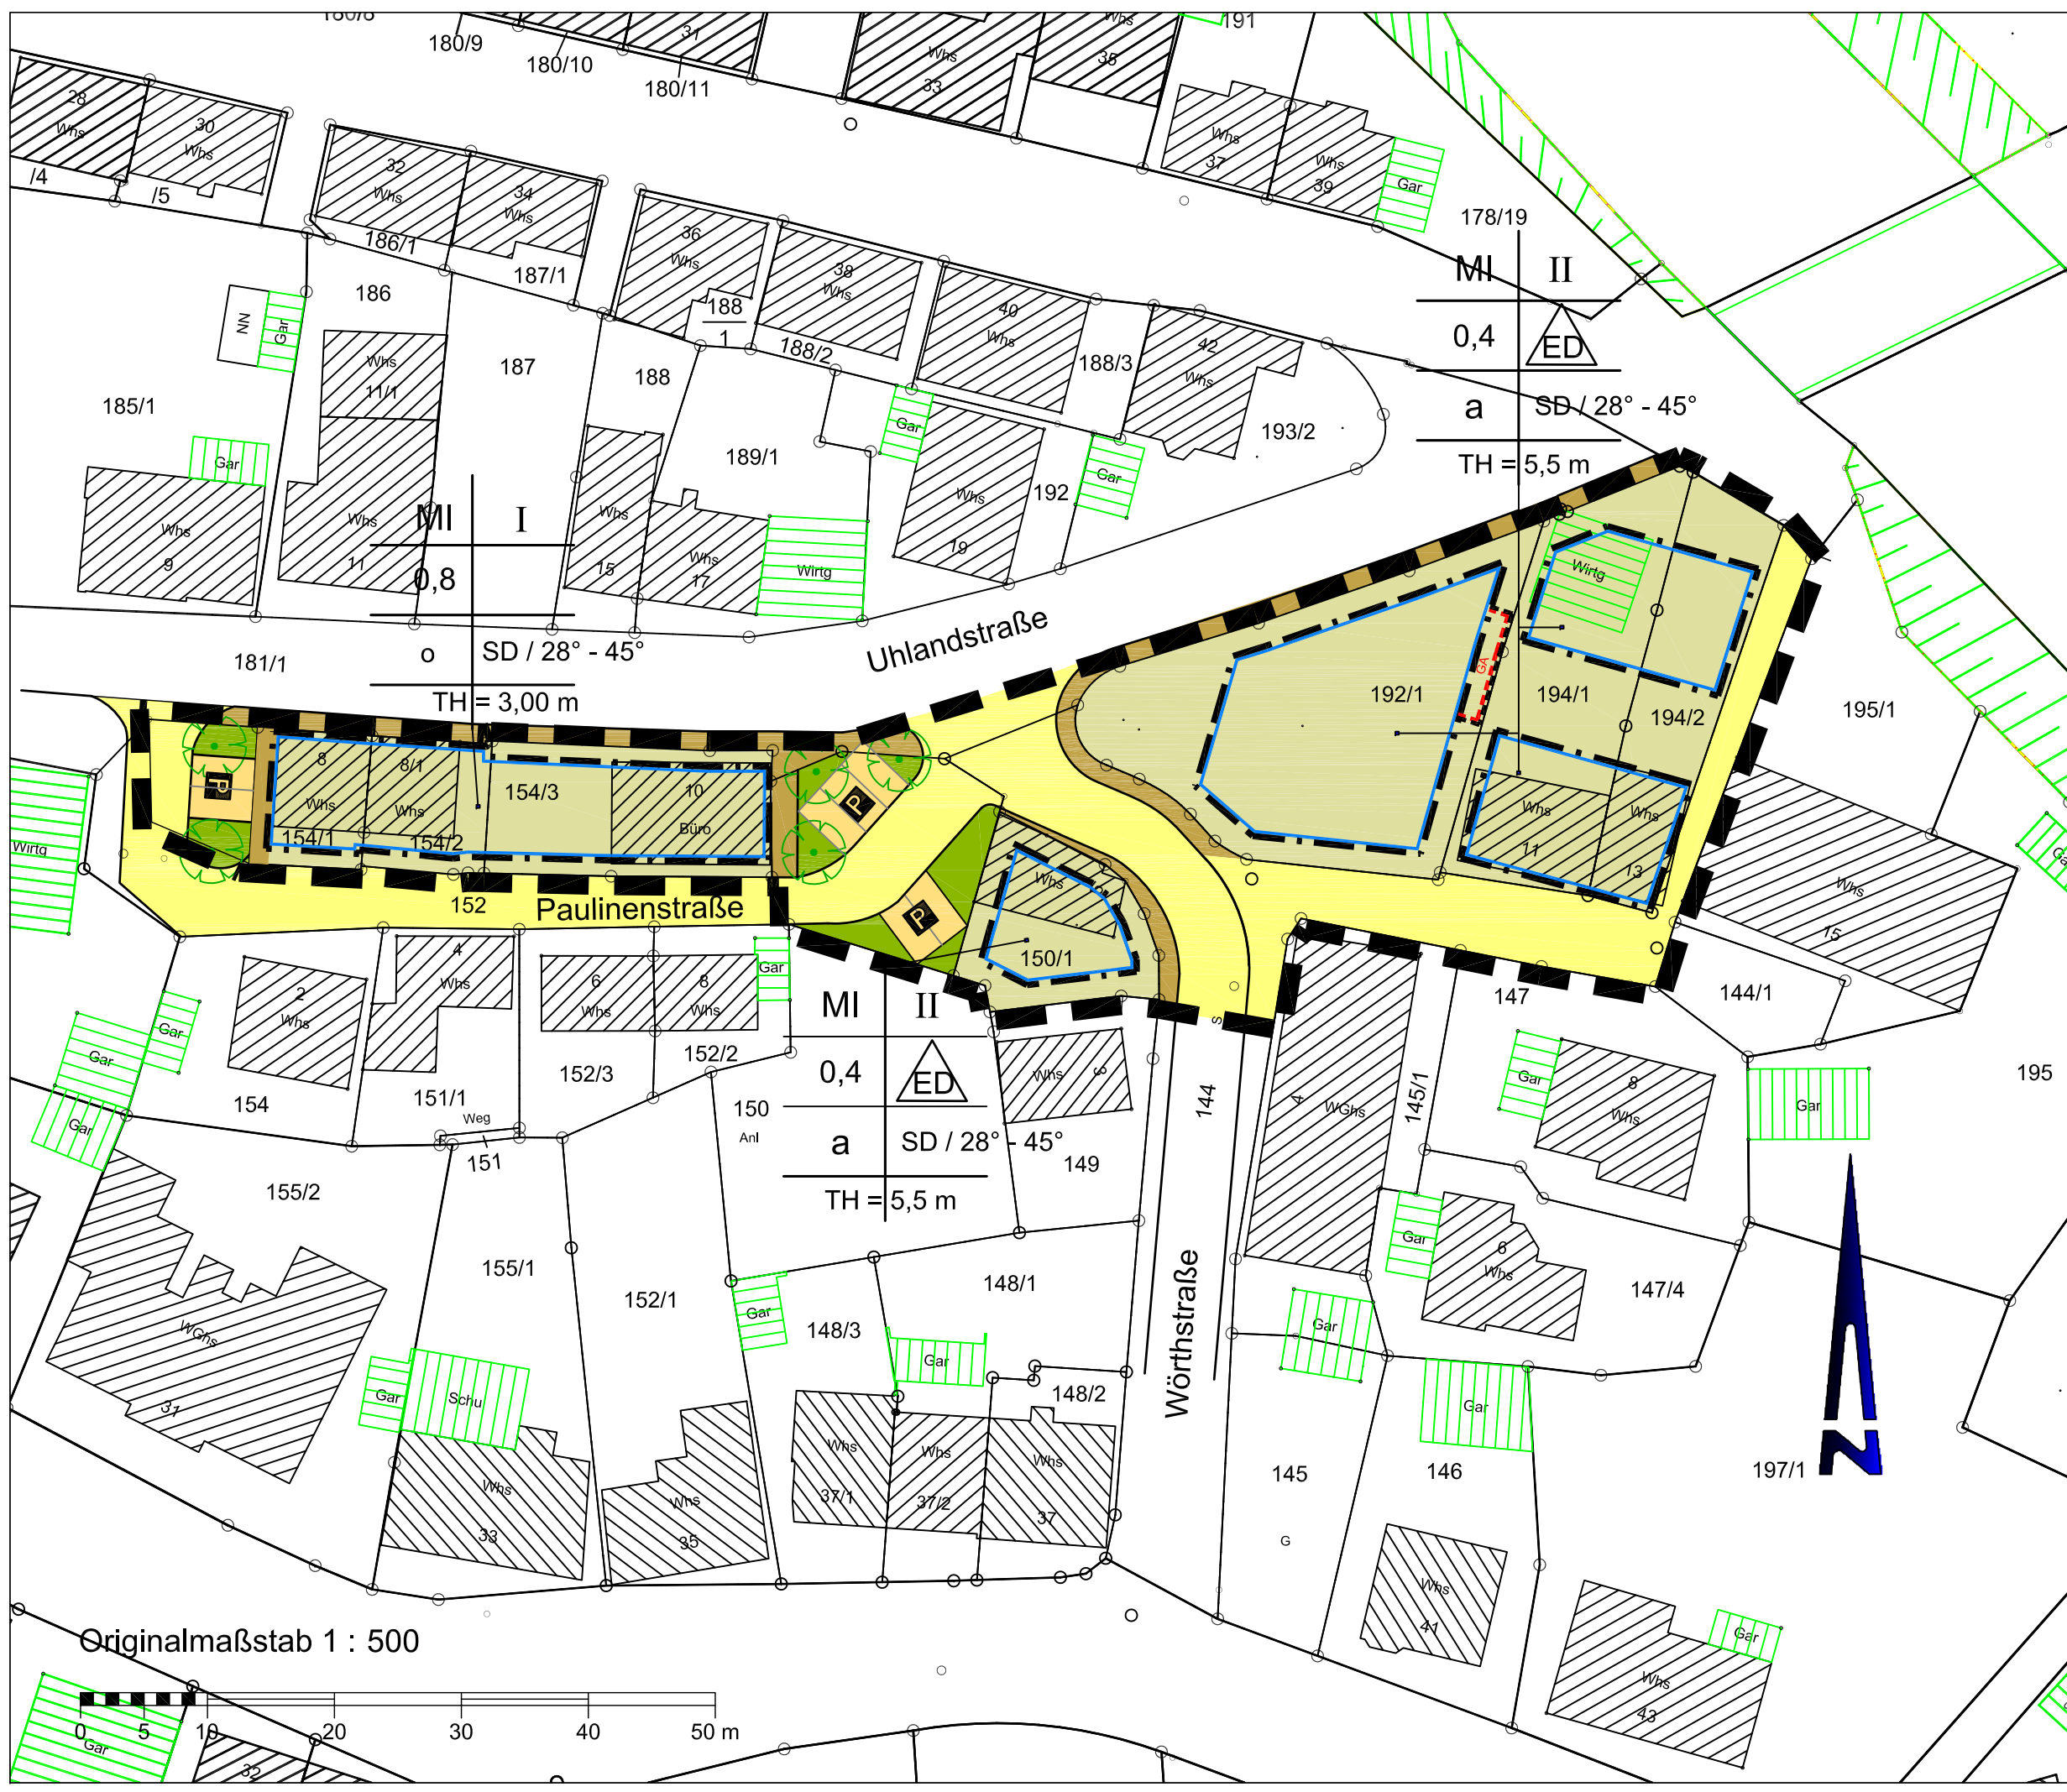 180/8
180/9
180/10
180/11
31
Whs
33
Whs
35
191
28
Whs
30
Whs
/4
/5
32
Whs
34
Whs
186/1
187/1
36
Whs
38
Whs
40
Whs
42
Whs
Whs
37
Whs
39
Gar
178/19
MI II
0,4 ED
a SD / 28° - 45°
TH = 5,5 m
NN
Gar
186
187
188
188
1
188/2
188/3
193/2
185/1
Whs
11/1
189/1
Gar
Gar
192
Gar
Whs
9
Whs
11
Whs
15
Whs
17
Wirtg
Whs
19
MI I
0,8
o SD / 28° - 45°
TH = 3,00 m
181/1
Uhlandstraße
Wirtg
192/1
GA
194/1
194/2
195/1
8
Whs
8/1
Whs
154/3
10
Büro
154/1
154/2
P
P
P
Wirtg
Whs
11
Whs
13
Whs
15
Whs
150/1
152
Paulinenstraße
Gar
2
Whs
4
Whs
6
Whs
8
Whs
Gar
Gar
Gar
154
151/1
152/3
152/2
Weg
151
MI II
0,4 ED
a SD / 28° - 45°
TH = 5,5 m
150
Anl
Whs
3
149
S
144
4
WGhs
145/1
147
144/1
Gar
8
Whs
Gar
195
155/2
155/1
152/1
WGhs
31
Gar
Schu
Whs
33
Whs
35
Gar
148/3
148/1
Gar
148/2
Whs
37/1
Whs
37/2
Whs
37
Wörthstraße
Gar
6
Whs
147/4
Gar
Gar
145
146
197/1
G
Whs
41
Whs
43
Gar
N
Originalmaßstab 1 : 500
0 5 10 20 30 40 50 m
Gar
32